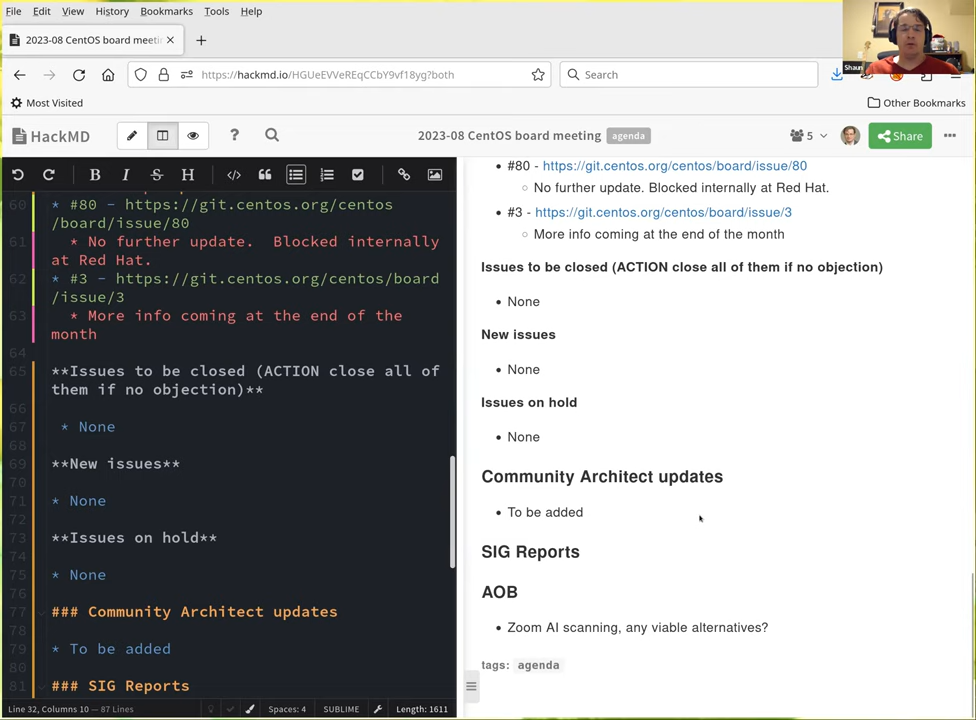 File Edit View History Bookmarks Tools Help
2023-08 CentOS board meeti
https://hackmd.io/HGUeEVVeREqCCbY9vf18yg?both
Search
Most Visited
Other Bookmarks
Shaun
HackMD
2023-08 CentOS board meeting agenda
5
Share
B I S H
60 * #80 - https://git.centos.org/centos
/board/issue/80
61 * No further update.  Blocked internally
at Red Hat.
62 * #3 - https://git.centos.org/centos/board
/issue/3
63 * More info coming at the end of the
month
64
65 **Issues to be closed (ACTION close all of
them if no objection)**
66
67 * None
68
69 **New issues**
70
71 * None
72
73 **Issues on hold**
74
75 * None
76
77 ### Community Architect updates
78
79 * To be added
80
81 ### SIG Reports
Line 32, Columns 10 — 87 Lines
Spaces: 4
SUBLIME
Length: 1611
• #80 - https://git.centos.org/centos/board/issue/80
○ No further update. Blocked internally at Red Hat.
• #3 - https://git.centos.org/centos/board/issue/3
○ More info coming at the end of the month
Issues to be closed (ACTION close all of them if no objection)
• None
New issues
• None
Issues on hold
• None
Community Architect updates
• To be added
SIG Reports
AOB
• Zoom AI scanning, any viable alternatives?
tags: agenda